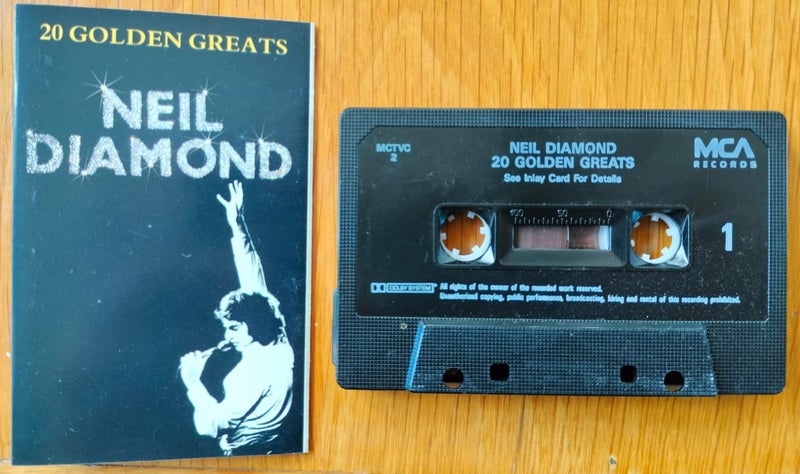 20 GOLDEN GREATS
NEIL
DIAMOND
MCTVC
2
NEIL DIAMOND
20 GOLDEN GREATS
See Inlay Card For Details
MCA
RECORDS
100 50 0
1
DOLBY SYSTEM
All rights of the owner of the recorded work reserved.
Unauthorised copying, public performance, broadcasting, hiring and rental of this recording prohibited.